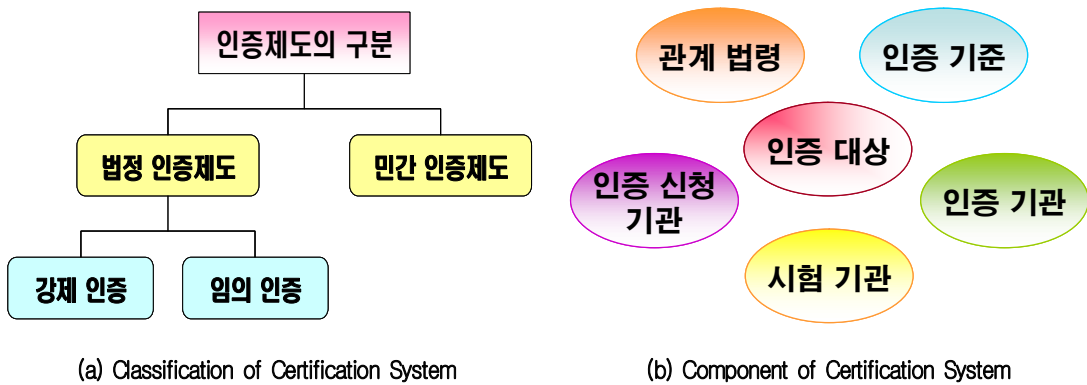 인증제도의 구분
법정 인증제도
민간 인증제도
강제 인증
임의 인증
(a) Classification of Certification System
관계 법령
인증 기준
인증 대상
인증 신청
기관
인증 기관
시험 기관
(b) Component of Certification System